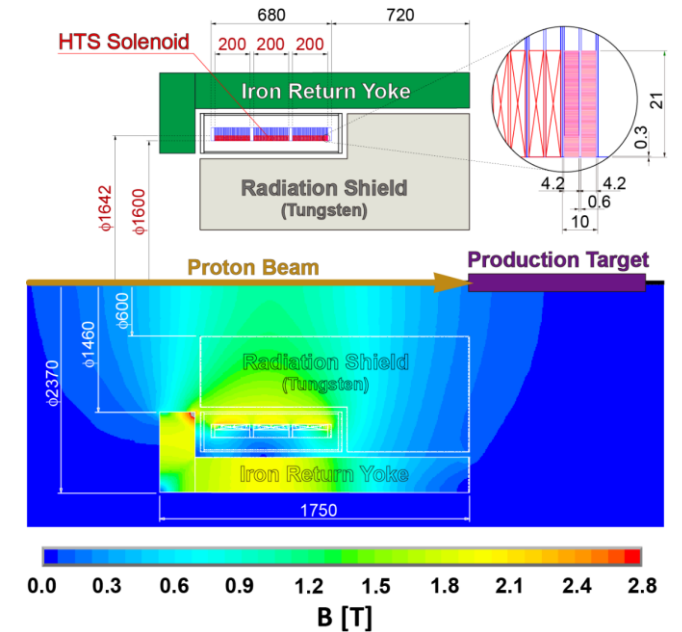 680
720
HTS Solenoid
200
200
200
Iron Return Yoke
Radiation Shield
(Tungsten)
ϕ1642
ϕ1600
21
0.3
4.2
4.2
0.6
10
Proton Beam
Production Target
ϕ600
ϕ1460
ϕ2370
Radiation Shield
(Tungsten)
Iron Return Yoke
1750
0.0 0.3 0.6 0.9 1.2 1.5 1.8 2.1 2.4 2.8
B [T]